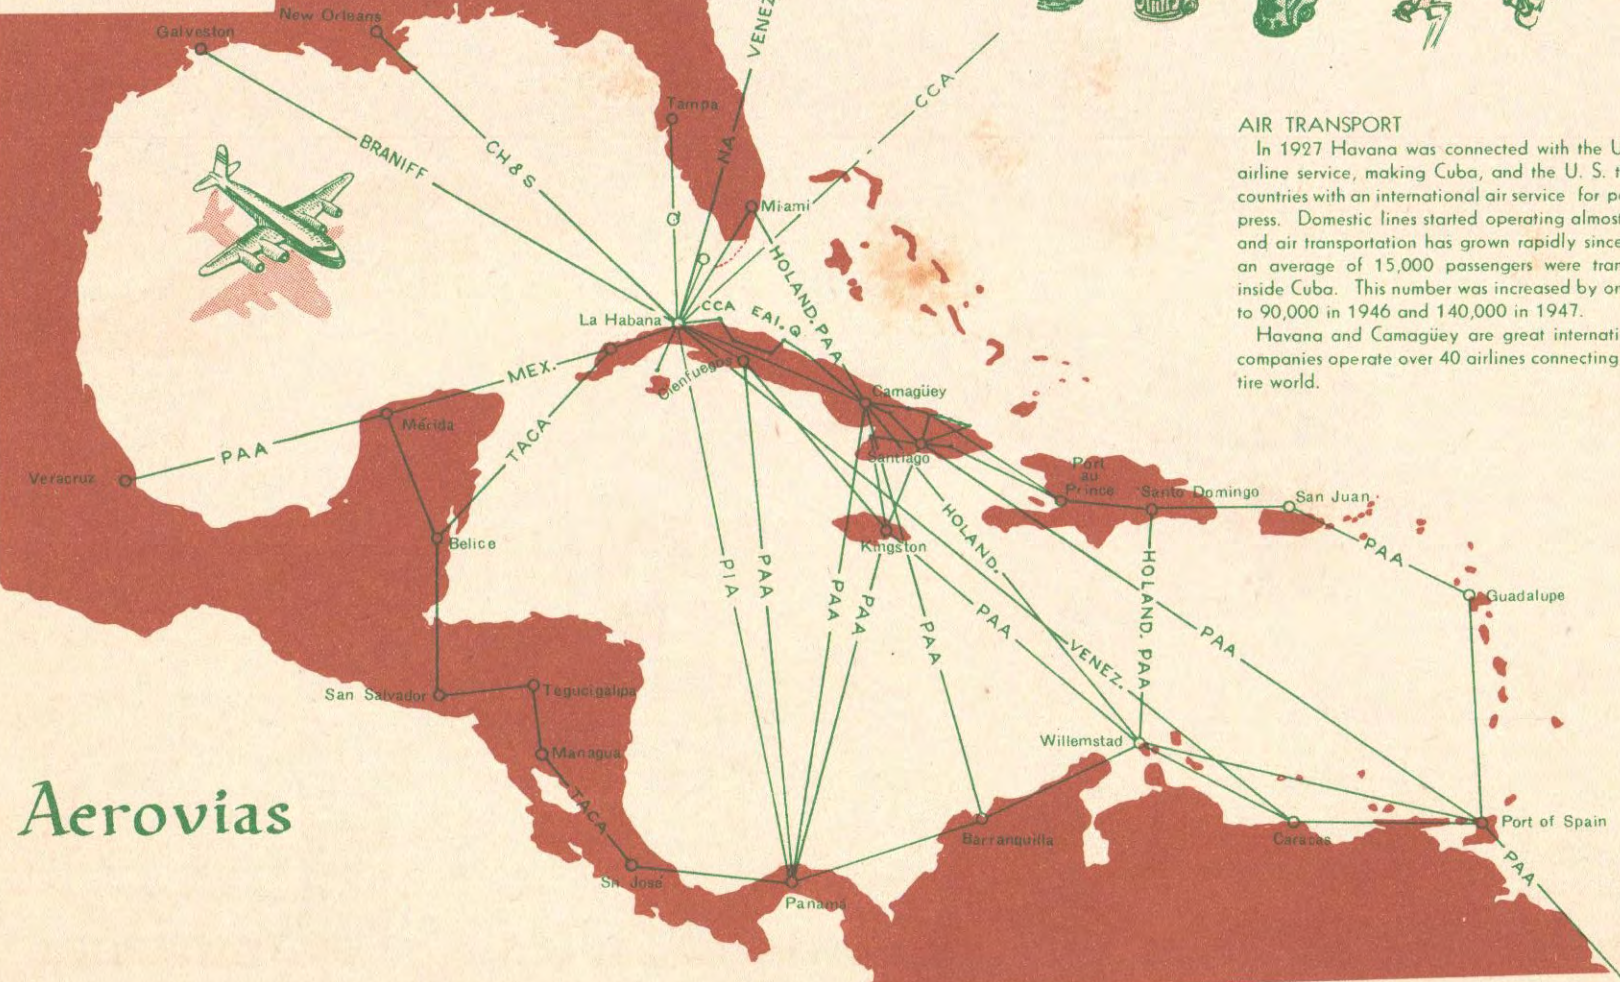 New Orleans
Galveston
VENEZ
Tampa
BRANIFF
CH & S
NA
CCA
Q
Miami
HOLAND. PAA
La Habana
CCA
EAI. Q
MEX.
Cienfuegos
Camagüey
TACA
Mérida
PAA
Veracruz
Santiago
Port
au
Prince
Santo Domingo
San Juan
Belice
Kingston
HOLAND.
HOLAND. PAA
PAA
PIA
PAA
PAA
PAA
PAA
PAA
PAA
VENEZ.
Guadalupe
San Salvador
Tegucigalipa
Managua
Willemstad
TACA
Sn José
Panamá
Barranquilla
Caracas
Port of Spain
PAA
Aerovias
AIR TRANSPORT
In 1927 Havana was connected with the U
airline service, making Cuba, and the U. S. t
countries with an international air service for p
press. Domestic lines started operating almost
and air transportation has grown rapidly since
an average of 15,000 passengers were tran
inside Cuba. This number was increased by or
to 90,000 in 1946 and 140,000 in 1947.
Havana and Camagüey are great internati
companies operate over 40 airlines connecting
tire world.